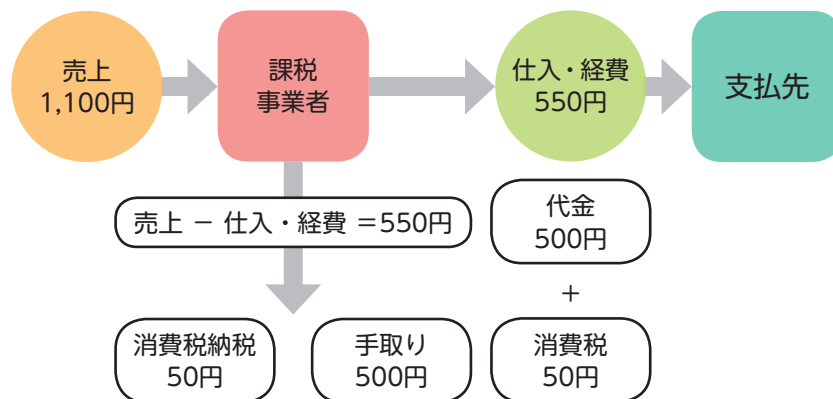 売上
1,100円
課税
事業者
仕入・経費
550円
支払先
売上 － 仕入・経費 ＝550円
代金
500円
+
消費税納税
50円
手取り
500円
消費税
50円